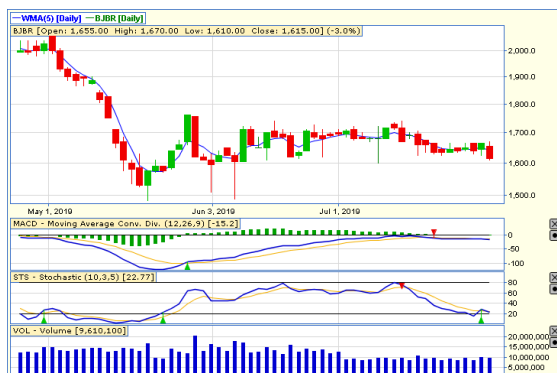 WMA(5) [Daily] BJBR [Daily]
BJBR [Open: 1,655.00 High: 1,670.00 Low: 1,610.00 Close: 1,615.00] (-3.0%)
2,000.0
1,900.0
1,800.0
1,700.0
1,600.0
1,500.0
May 1, 2019 Jun 3, 2019 Jul 1, 2019
MACD - Moving Average Conv. Div. (12,26,9) [-15.2]
0
-50
-100
STS - Stochastic (10,3,5) [22.77]
80
60
40
20
VOL - Volume [9,610,100]
20,000,000
15,000,000
10,000,000
5,000,000